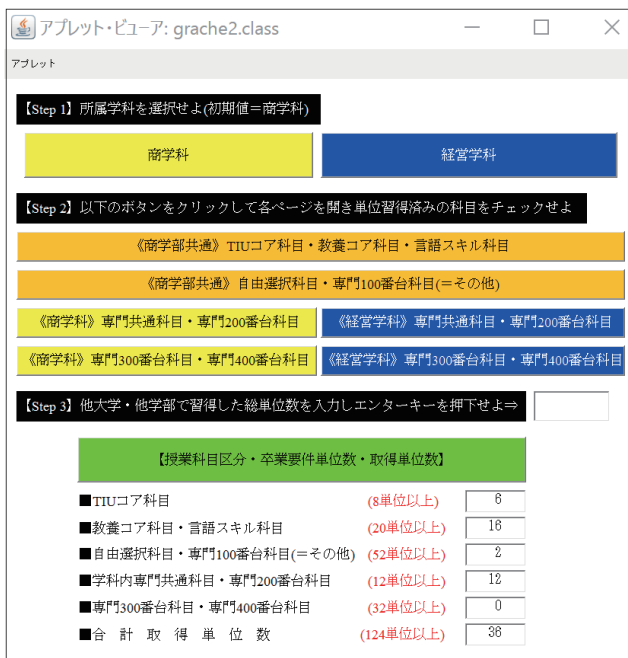 アプレット・ビューア: grache2.class
アプレット
【Step 1】所属学科を選択せよ(初期値＝商学科)
商学科 経営学科
【Step 2】以下のボタンをクリックして各ページを開き単位習得済みの科目をチェックせよ
《商学部共通》TIUコア科目・教養コア科目・言語スキル科目
《商学部共通》自由選択科目・専門100番台科目(＝その他)
《商学科》専門共通科目・専門200番台科目 《経営学科》専門共通科目・専門200番台科目
《商学科》専門300番台科目・専門400番台科目 《経営学科》専門300番台科目・専門400番台科目
【Step 3】他大学・他学部で習得した総単位数を入力しエンターキーを押下せよ⇒
【授業科目区分・卒業要件単位数・取得単位数】
■TIUコア科目 (8単位以上) 6
■教養コア科目・言語スキル科目 (20単位以上) 16
■自由選択科目・専門100番台科目(＝その他) (52単位以上) 2
■学科内専門共通科目・専門200番台科目 (12単位以上) 12
■専門300番台科目・専門400番台科目 (32単位以上) 0
■合 計 取 得 単 位 数 (124単位以上) 36